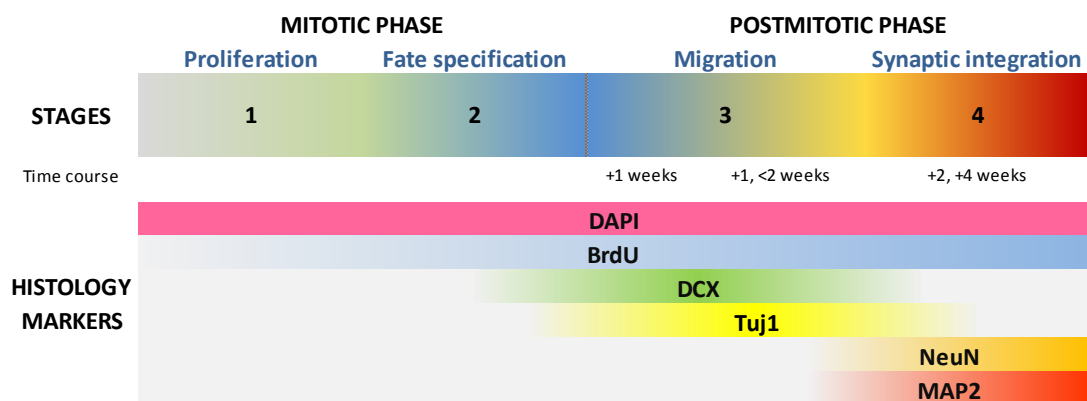 MITOTIC PHASE POSTMITOTIC PHASE
Proliferation Fate specification Migration Synaptic integration
STAGES 1 2 3 4
Time course +1 weeks +1, <2 weeks +2, +4 weeks
DAPI
BrdU
HISTOLOGY
MARKERS
DCX
Tuj1
NeuN
MAP2